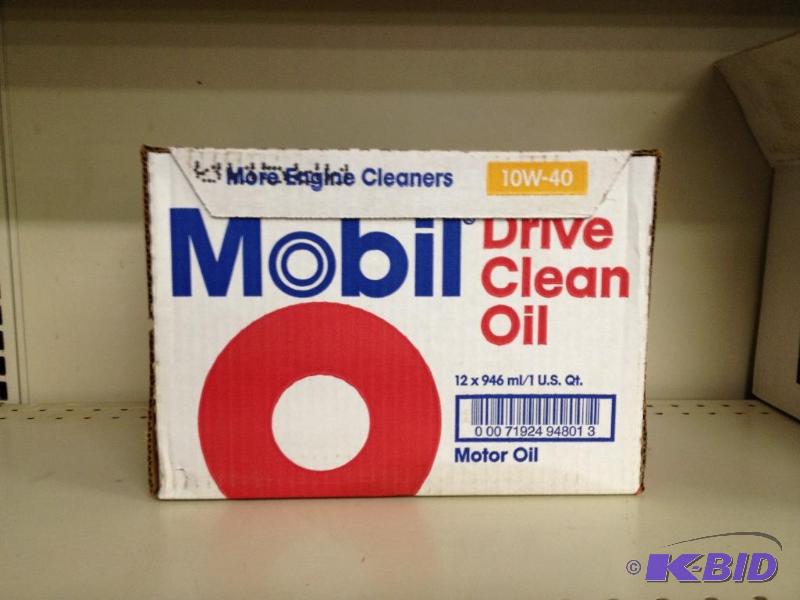 More Engine Cleaners 10W-40
Mobil® Drive
Clean
Oil
12 x 946 ml/1 U.S. Qt.
0 00 71924 94801 3
Motor Oil
© K-BID